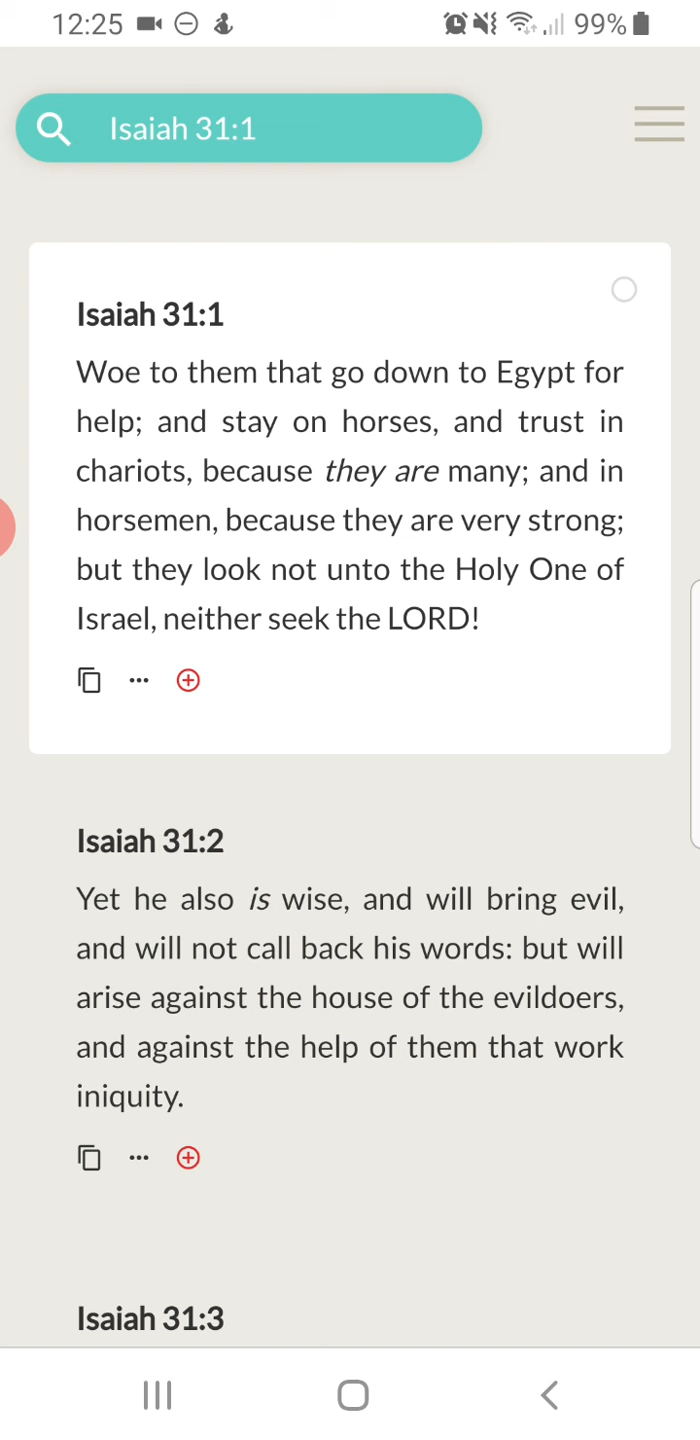 12:25 99%
Isaiah 31:1
Isaiah 31:1
Woe to them that go down to Egypt for
help; and stay on horses, and trust in
chariots, because they are many; and in
horsemen, because they are very strong;
but they look not unto the Holy One of
Israel, neither seek the LORD!
Isaiah 31:2
Yet he also is wise, and will bring evil,
and will not call back his words: but will
arise against the house of the evildoers,
and against the help of them that work
iniquity.
Isaiah 31:3